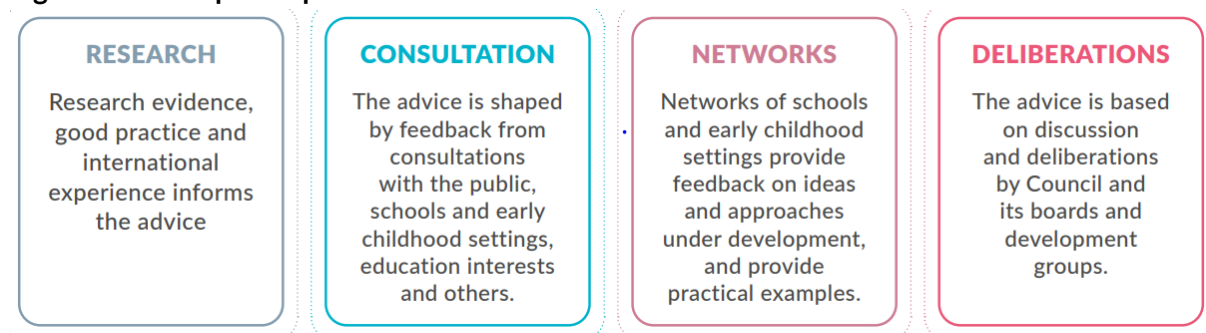 RESEARCH
Research evidence,
good practice and
international
experience informs
the advice
CONSULTATION
The advice is shaped
by feedback from
consultations
with the public,
schools and early
childhood settings,
education interests
and others.
NETWORKS
Networks of schools
and early childhood
settings provide
feedback on ideas
and approaches
under development,
and provide
practical examples.
DELIBERATIONS
The advice is based
on discussion
and deliberations
by Council and
its boards and
development
groups.